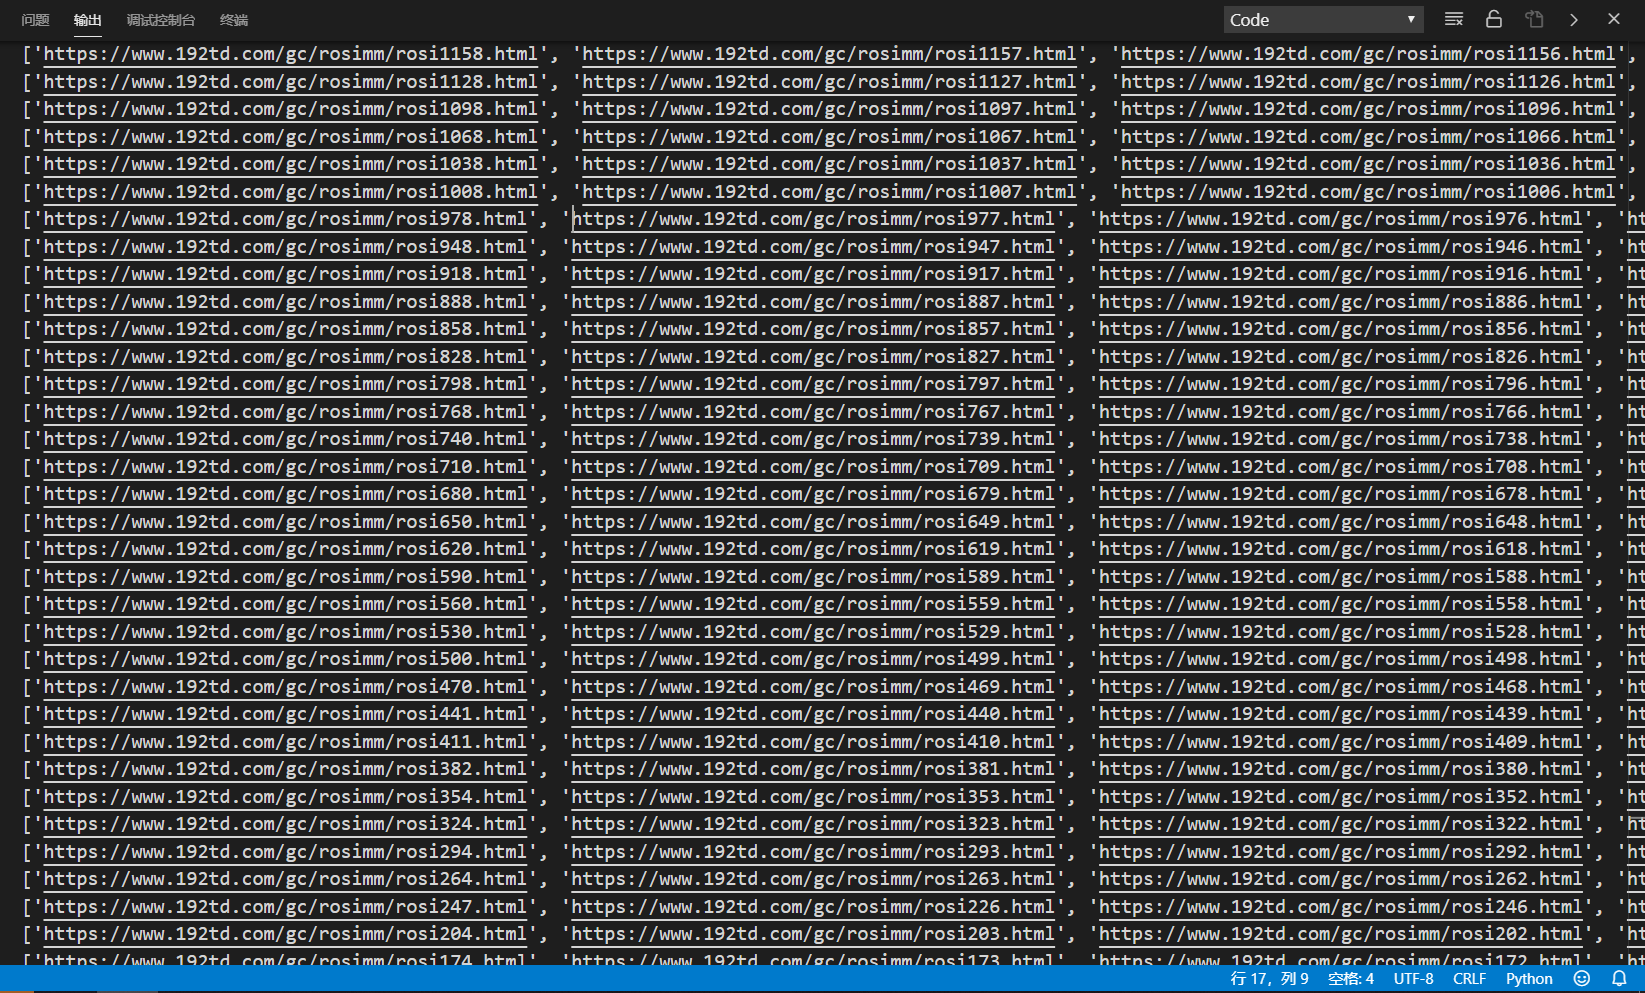 问题 输出 调试控制台 终端 Code
['https://www.192td.com/gc/rosimm/rosi1158.html', 'https://www.192td.com/gc/rosimm/rosi1157.html', 'https://www.192td.com/gc/rosimm/rosi1156.html',
['https://www.192td.com/gc/rosimm/rosi1128.html', 'https://www.192td.com/gc/rosimm/rosi1127.html', 'https://www.192td.com/gc/rosimm/rosi1126.html',
['https://www.192td.com/gc/rosimm/rosi1098.html', 'https://www.192td.com/gc/rosimm/rosi1097.html', 'https://www.192td.com/gc/rosimm/rosi1096.html',
['https://www.192td.com/gc/rosimm/rosi1068.html', 'https://www.192td.com/gc/rosimm/rosi1067.html', 'https://www.192td.com/gc/rosimm/rosi1066.html',
['https://www.192td.com/gc/rosimm/rosi1038.html', 'https://www.192td.com/gc/rosimm/rosi1037.html', 'https://www.192td.com/gc/rosimm/rosi1036.html',
['https://www.192td.com/gc/rosimm/rosi1008.html', 'https://www.192td.com/gc/rosimm/rosi1007.html', 'https://www.192td.com/gc/rosimm/rosi1006.html',
['https://www.192td.com/gc/rosimm/rosi978.html', 'https://www.192td.com/gc/rosimm/rosi977.html', 'https://www.192td.com/gc/rosimm/rosi976.html', 'ht
['https://www.192td.com/gc/rosimm/rosi948.html', 'https://www.192td.com/gc/rosimm/rosi947.html', 'https://www.192td.com/gc/rosimm/rosi946.html', 'ht
['https://www.192td.com/gc/rosimm/rosi918.html', 'https://www.192td.com/gc/rosimm/rosi917.html', 'https://www.192td.com/gc/rosimm/rosi916.html', 'ht
['https://www.192td.com/gc/rosimm/rosi888.html', 'https://www.192td.com/gc/rosimm/rosi887.html', 'https://www.192td.com/gc/rosimm/rosi886.html', 'ht
['https://www.192td.com/gc/rosimm/rosi858.html', 'https://www.192td.com/gc/rosimm/rosi857.html', 'https://www.192td.com/gc/rosimm/rosi856.html', 'ht
['https://www.192td.com/gc/rosimm/rosi828.html', 'https://www.192td.com/gc/rosimm/rosi827.html', 'https://www.192td.com/gc/rosimm/rosi826.html', 'ht
['https://www.192td.com/gc/rosimm/rosi798.html', 'https://www.192td.com/gc/rosimm/rosi797.html', 'https://www.192td.com/gc/rosimm/rosi796.html', 'ht
['https://www.192td.com/gc/rosimm/rosi768.html', 'https://www.192td.com/gc/rosimm/rosi767.html', 'https://www.192td.com/gc/rosimm/rosi766.html', 'ht
['https://www.192td.com/gc/rosimm/rosi740.html', 'https://www.192td.com/gc/rosimm/rosi739.html', 'https://www.192td.com/gc/rosimm/rosi738.html', 'ht
['https://www.192td.com/gc/rosimm/rosi710.html', 'https://www.192td.com/gc/rosimm/rosi709.html', 'https://www.192td.com/gc/rosimm/rosi708.html', 'ht
['https://www.192td.com/gc/rosimm/rosi680.html', 'https://www.192td.com/gc/rosimm/rosi679.html', 'https://www.192td.com/gc/rosimm/rosi678.html', 'ht
['https://www.192td.com/gc/rosimm/rosi650.html', 'https://www.192td.com/gc/rosimm/rosi649.html', 'https://www.192td.com/gc/rosimm/rosi648.html', 'ht
['https://www.192td.com/gc/rosimm/rosi620.html', 'https://www.192td.com/gc/rosimm/rosi619.html', 'https://www.192td.com/gc/rosimm/rosi618.html', 'ht
['https://www.192td.com/gc/rosimm/rosi590.html', 'https://www.192td.com/gc/rosimm/rosi589.html', 'https://www.192td.com/gc/rosimm/rosi588.html', 'ht
['https://www.192td.com/gc/rosimm/rosi560.html', 'https://www.192td.com/gc/rosimm/rosi559.html', 'https://www.192td.com/gc/rosimm/rosi558.html', 'ht
['https://www.192td.com/gc/rosimm/rosi530.html', 'https://www.192td.com/gc/rosimm/rosi529.html', 'https://www.192td.com/gc/rosimm/rosi528.html', 'ht
['https://www.192td.com/gc/rosimm/rosi500.html', 'https://www.192td.com/gc/rosimm/rosi499.html', 'https://www.192td.com/gc/rosimm/rosi498.html', 'ht
['https://www.192td.com/gc/rosimm/rosi470.html', 'https://www.192td.com/gc/rosimm/rosi469.html', 'https://www.192td.com/gc/rosimm/rosi468.html', 'ht
['https://www.192td.com/gc/rosimm/rosi441.html', 'https://www.192td.com/gc/rosimm/rosi440.html', 'https://www.192td.com/gc/rosimm/rosi439.html', 'ht
['https://www.192td.com/gc/rosimm/rosi411.html', 'https://www.192td.com/gc/rosimm/rosi410.html', 'https://www.192td.com/gc/rosimm/rosi409.html', 'ht
['https://www.192td.com/gc/rosimm/rosi382.html', 'https://www.192td.com/gc/rosimm/rosi381.html', 'https://www.192td.com/gc/rosimm/rosi380.html', 'ht
['https://www.192td.com/gc/rosimm/rosi354.html', 'https://www.192td.com/gc/rosimm/rosi353.html', 'https://www.192td.com/gc/rosimm/rosi352.html', 'ht
['https://www.192td.com/gc/rosimm/rosi324.html', 'https://www.192td.com/gc/rosimm/rosi323.html', 'https://www.192td.com/gc/rosimm/rosi322.html', 'ht
['https://www.192td.com/gc/rosimm/rosi294.html', 'https://www.192td.com/gc/rosimm/rosi293.html', 'https://www.192td.com/gc/rosimm/rosi292.html', 'ht
['https://www.192td.com/gc/rosimm/rosi264.html', 'https://www.192td.com/gc/rosimm/rosi263.html', 'https://www.192td.com/gc/rosimm/rosi262.html', 'ht
['https://www.192td.com/gc/rosimm/rosi247.html', 'https://www.192td.com/gc/rosimm/rosi226.html', 'https://www.192td.com/gc/rosimm/rosi246.html', 'ht
['https://www.192td.com/gc/rosimm/rosi204.html', 'https://www.192td.com/gc/rosimm/rosi203.html', 'https://www.192td.com/gc/rosimm/rosi202.html', 'ht
['https://www.192td.com/gc/rosimm/rosi174.html', 'https://www.192td.com/gc/rosimm/rosi173.html', 'https://www.192td.com/gc/rosimm/rosi172.html', 'ht
行 17，列 9 空格: 4 UTF-8 CRLF Python